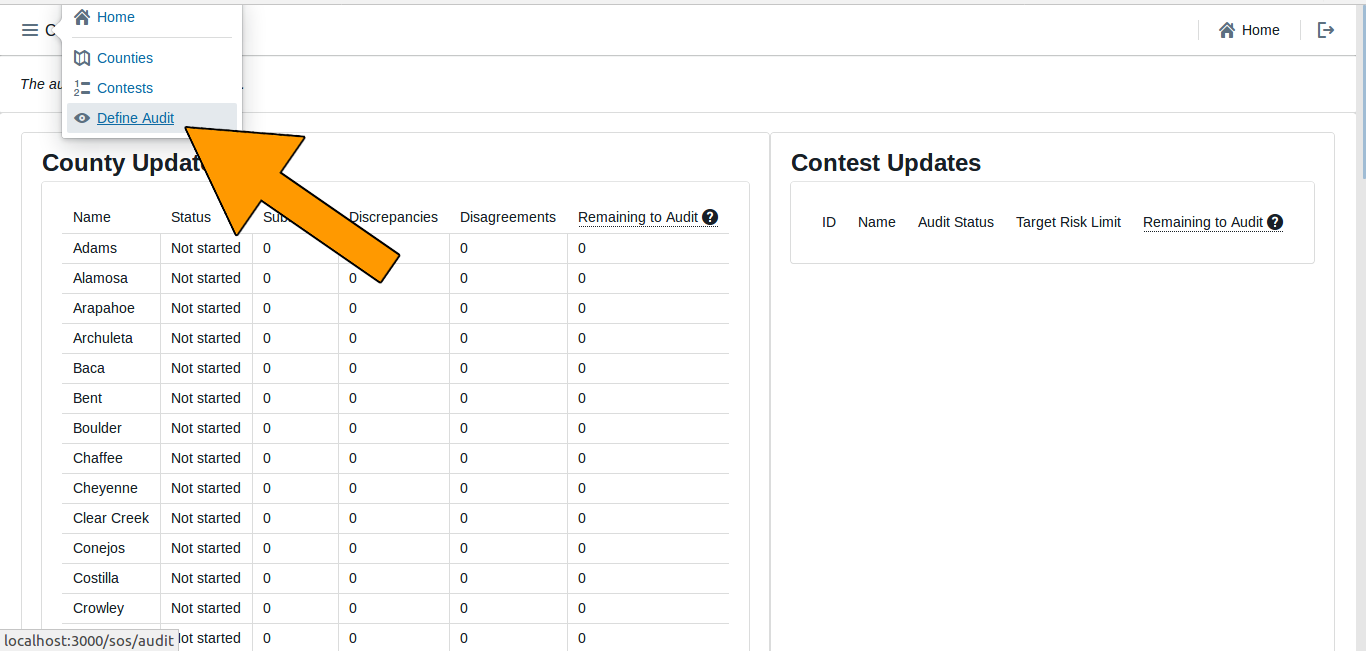 Home
C
Home
Counties
Contests
Define Audit
The au
County Updat
Contest Updates
Name Status Sub Discrepancies Disagreements Remaining to Audit ?
ID Name Audit Status Target Risk Limit Remaining to Audit ?
Adams Not started 0 0 0
Alamosa Not started 0 0 0 0
Arapahoe Not started 0 0 0 0
Archuleta Not started 0 0 0 0
Baca Not started 0 0 0 0
Bent Not started 0 0 0 0
Boulder Not started 0 0 0 0
Chaffee Not started 0 0 0 0
Cheyenne Not started 0 0 0 0
Clear Creek Not started 0 0 0 0
Conejos Not started 0 0 0 0
Costilla Not started 0 0 0 0
Crowley Not started 0 0 0 0
ot started 0 0 0 0
localhost:3000/sos/audit